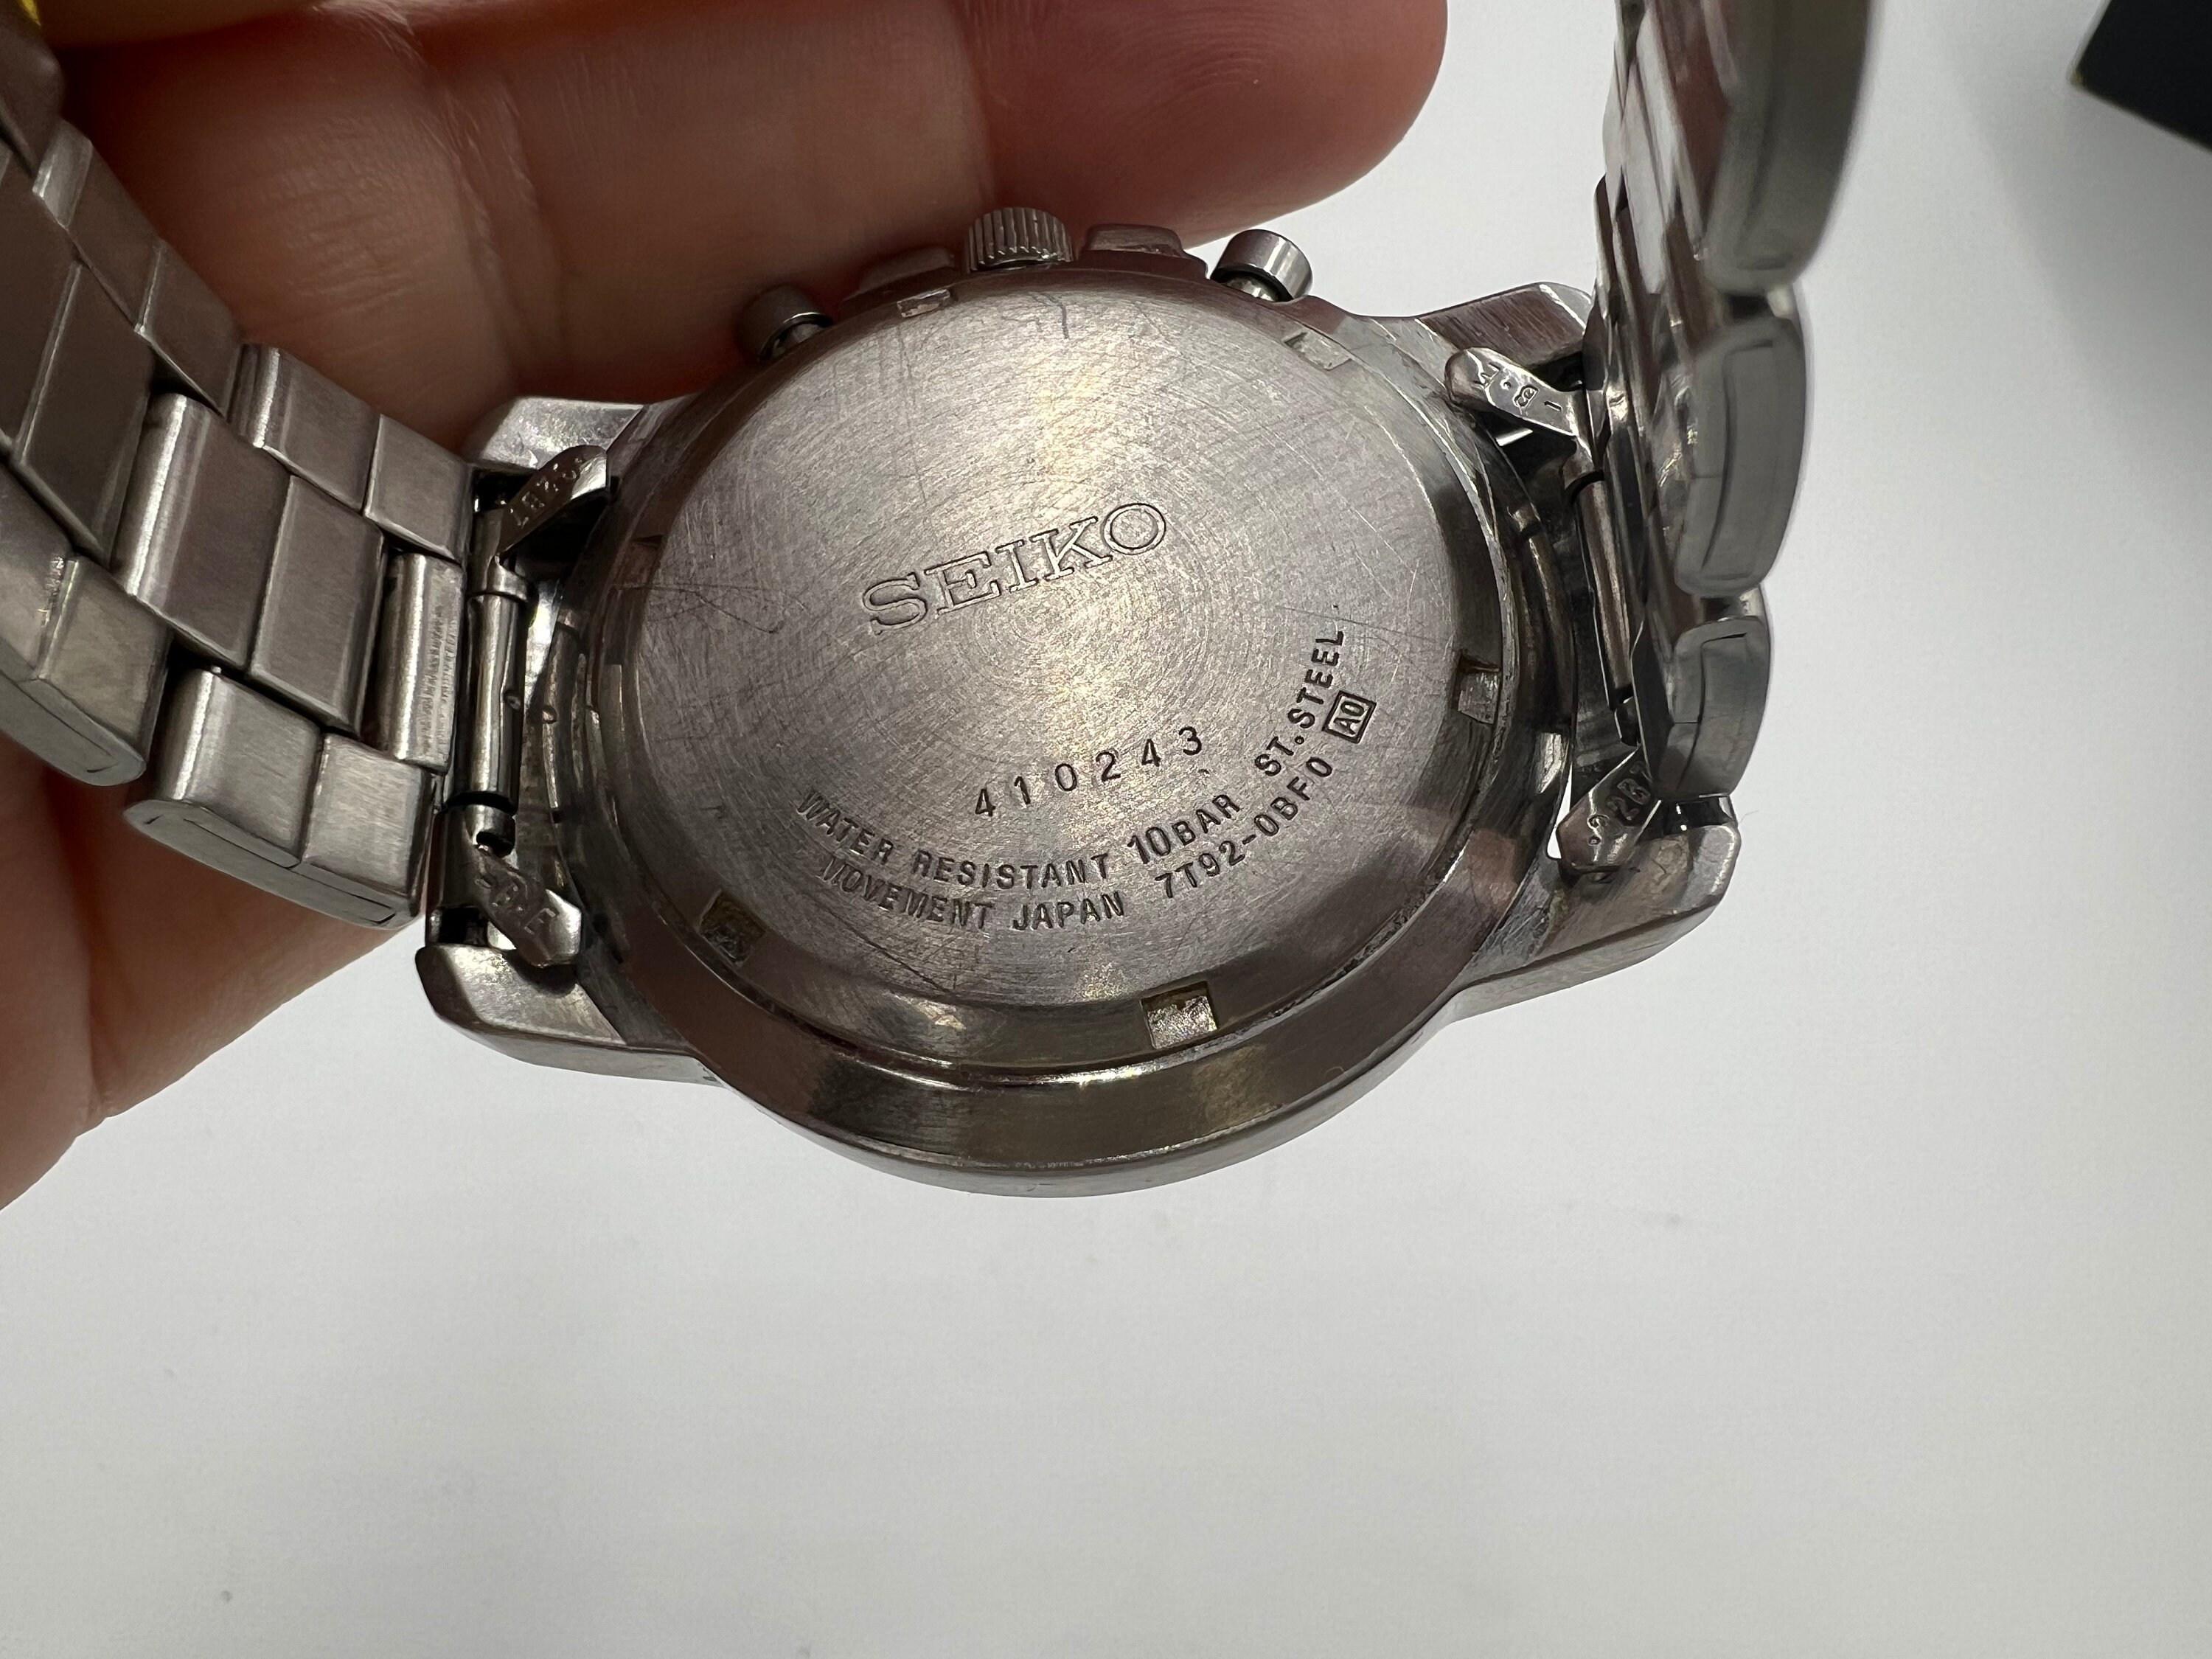 SEIKO
410243
WATER RESISTANT 10BAR ST.STEEL
MOVEMENT JAPAN 7T92-0BF0 A0